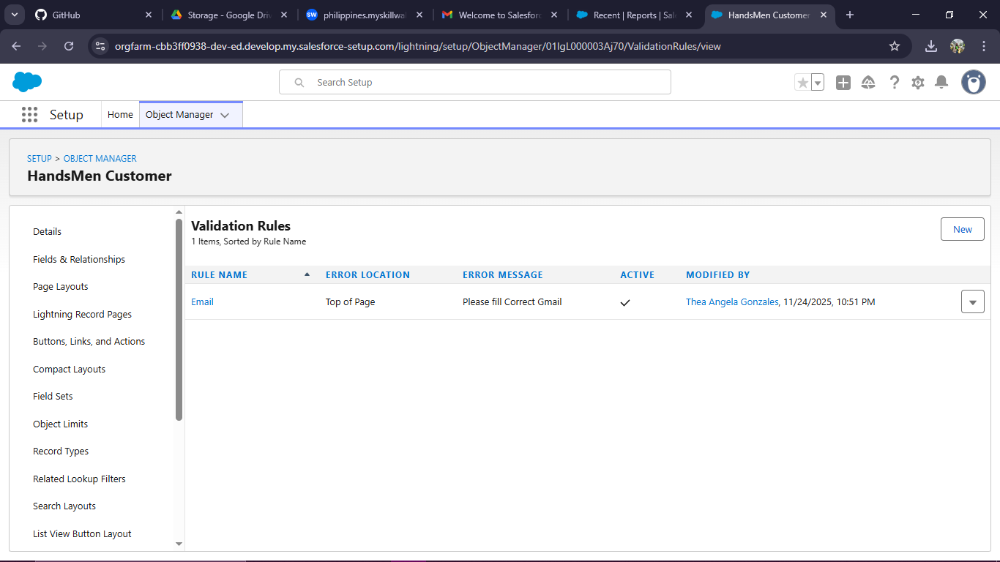 GitHub
Storage - Google Driv
SW philippines.myskillwal
Welcome to Salesforc
Recent | Reports | Sal
HandsMen Customer
orgfarm-cbb3ff0938-dev-ed.develop.my.salesforce-setup.com/lightning/setup/ObjectManager/01IgL000003Aj70/ValidationRules/view
Search Setup
Setup
Home
Object Manager
SETUP > OBJECT MANAGER
HandsMen Customer
Details
Fields & Relationships
Page Layouts
Lightning Record Pages
Buttons, Links, and Actions
Compact Layouts
Field Sets
Object Limits
Record Types
Related Lookup Filters
Search Layouts
List View Button Layout
Validation Rules
1 Items, Sorted by Rule Name
New
RULE NAME ERROR LOCATION ERROR MESSAGE ACTIVE MODIFIED BY
Email Top of Page Please fill Correct Gmail Thea Angela Gonzales, 11/24/2025, 10:51 PM